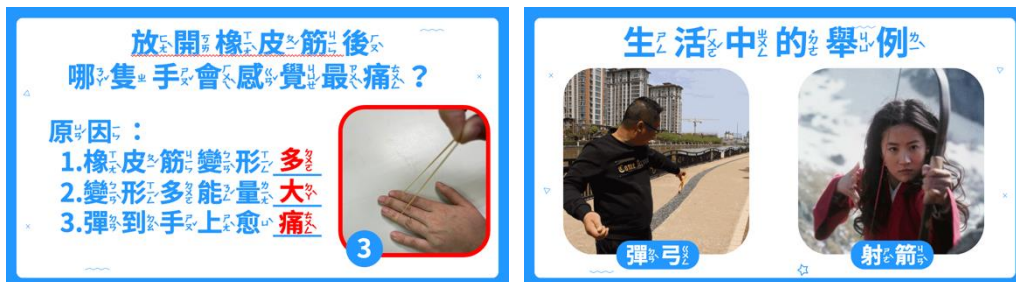 放開橡皮筋後
哪隻手會感覺最痛？
原因：
1.橡皮筋變形多
2.變形多能量大
3.彈到手上愈痛
3
生活中的舉例
彈弓
射箭